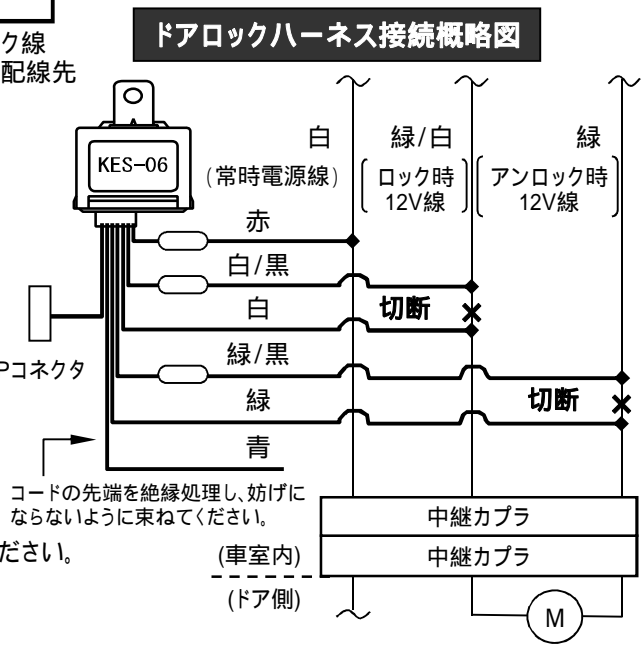 ク線
配線先
ドアロックハーネス接続概略図
KES-06
白
(常時電源線)
緑/白
ロック時
12V線
緑
アンロック時
12V線
赤
白/黒
白
切断
緑/黒
切断
緑
青
Pコネクタ
コードの先端を絶縁処理し、妨げに
ならないように束ねてください。
ださい。
中継カプラ
(車室内)
中継カプラ
(ドア側)
M